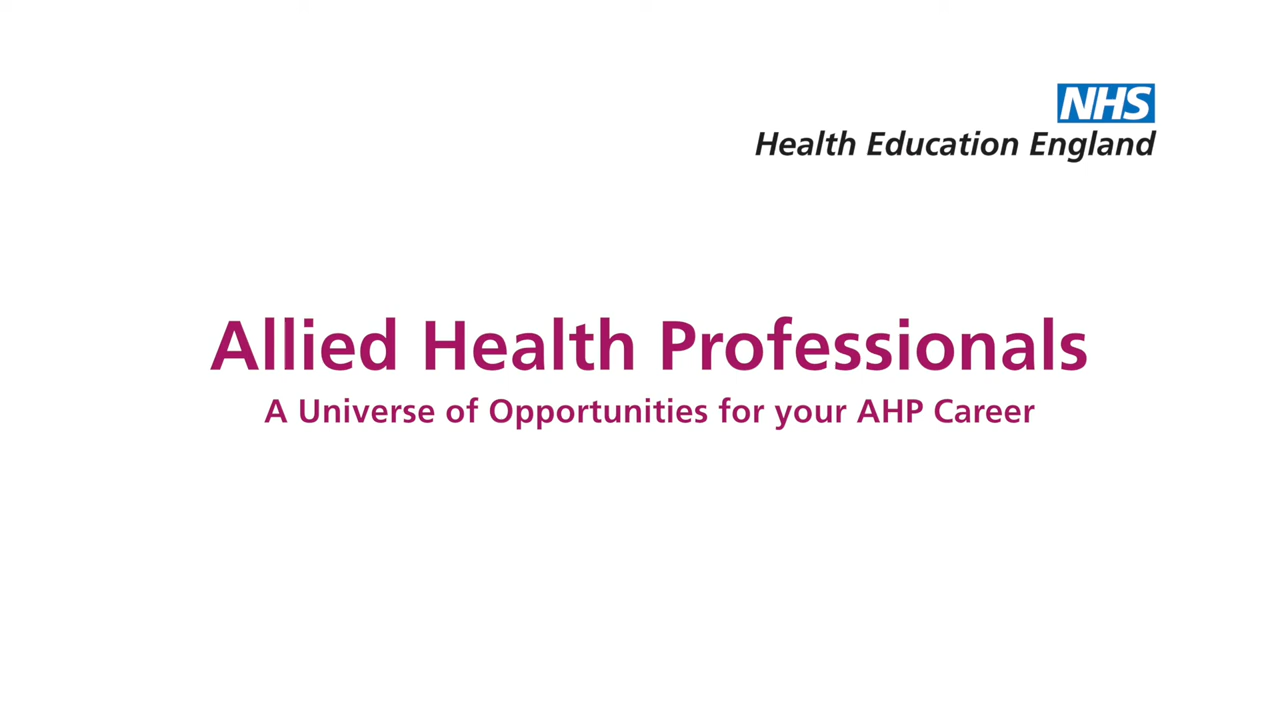 NHS
Health Education England
Allied Health Professionals
A Universe of Opportunities for your AHP Career